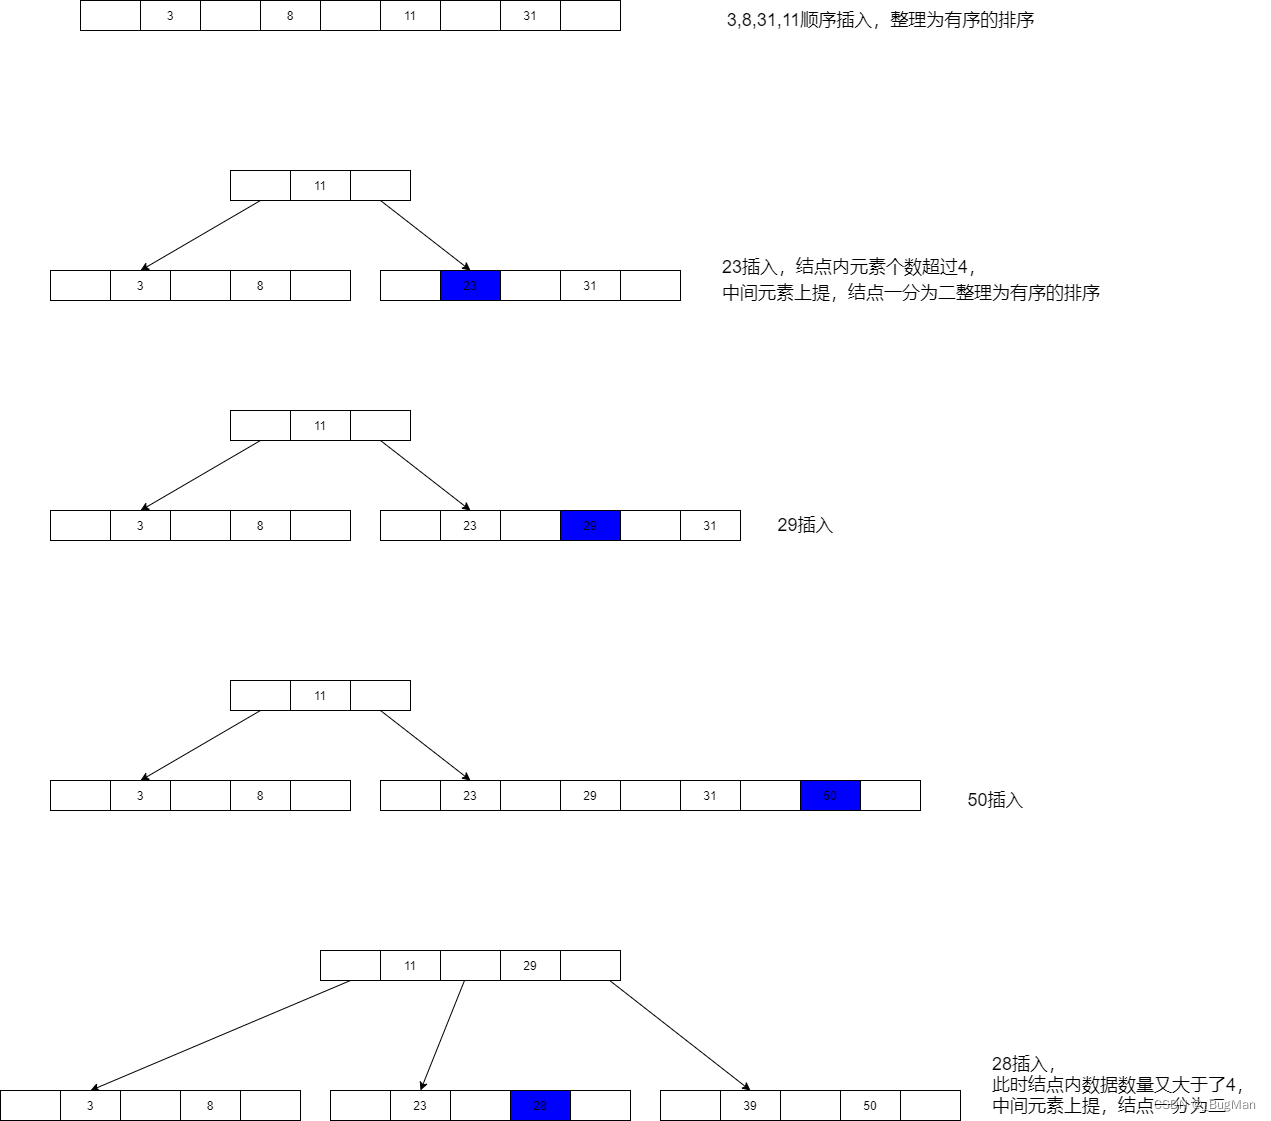 3 8 11 31 3,8,31,11顺序插入，整理为有序的排序
11
3 8 23 31
23插入，结点内元素个数超过4，
中间元素上提，结点一分为二整理为有序的排序
11
3 8 23 29 31 29插入
11
3 8 23 29 31 50 50插入
11 29
28插入，
此时结点内数据数量又大于了4，
中间元素上提，结点一分为二
3 8 23 28 39 50
CSDN @_BugMan